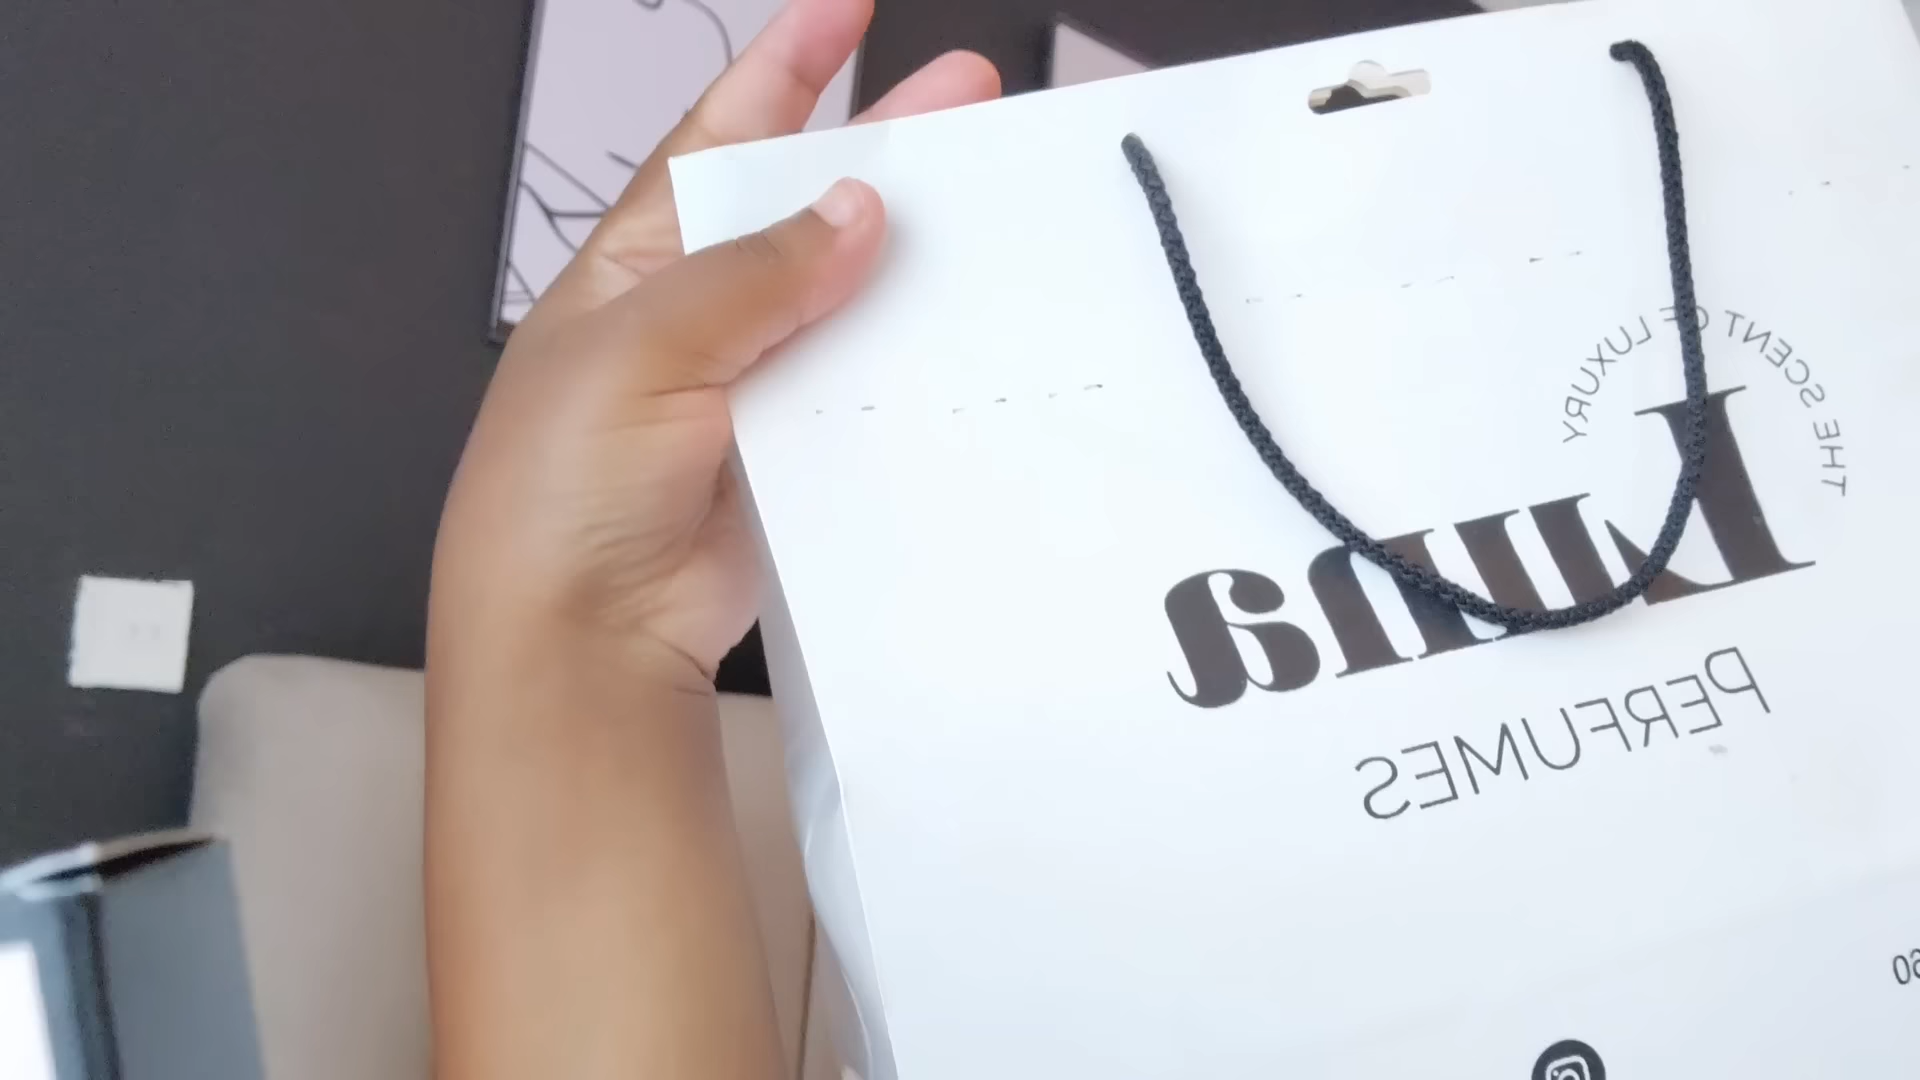 THE SCENT OF LUXURY
Luna
PERFUMES